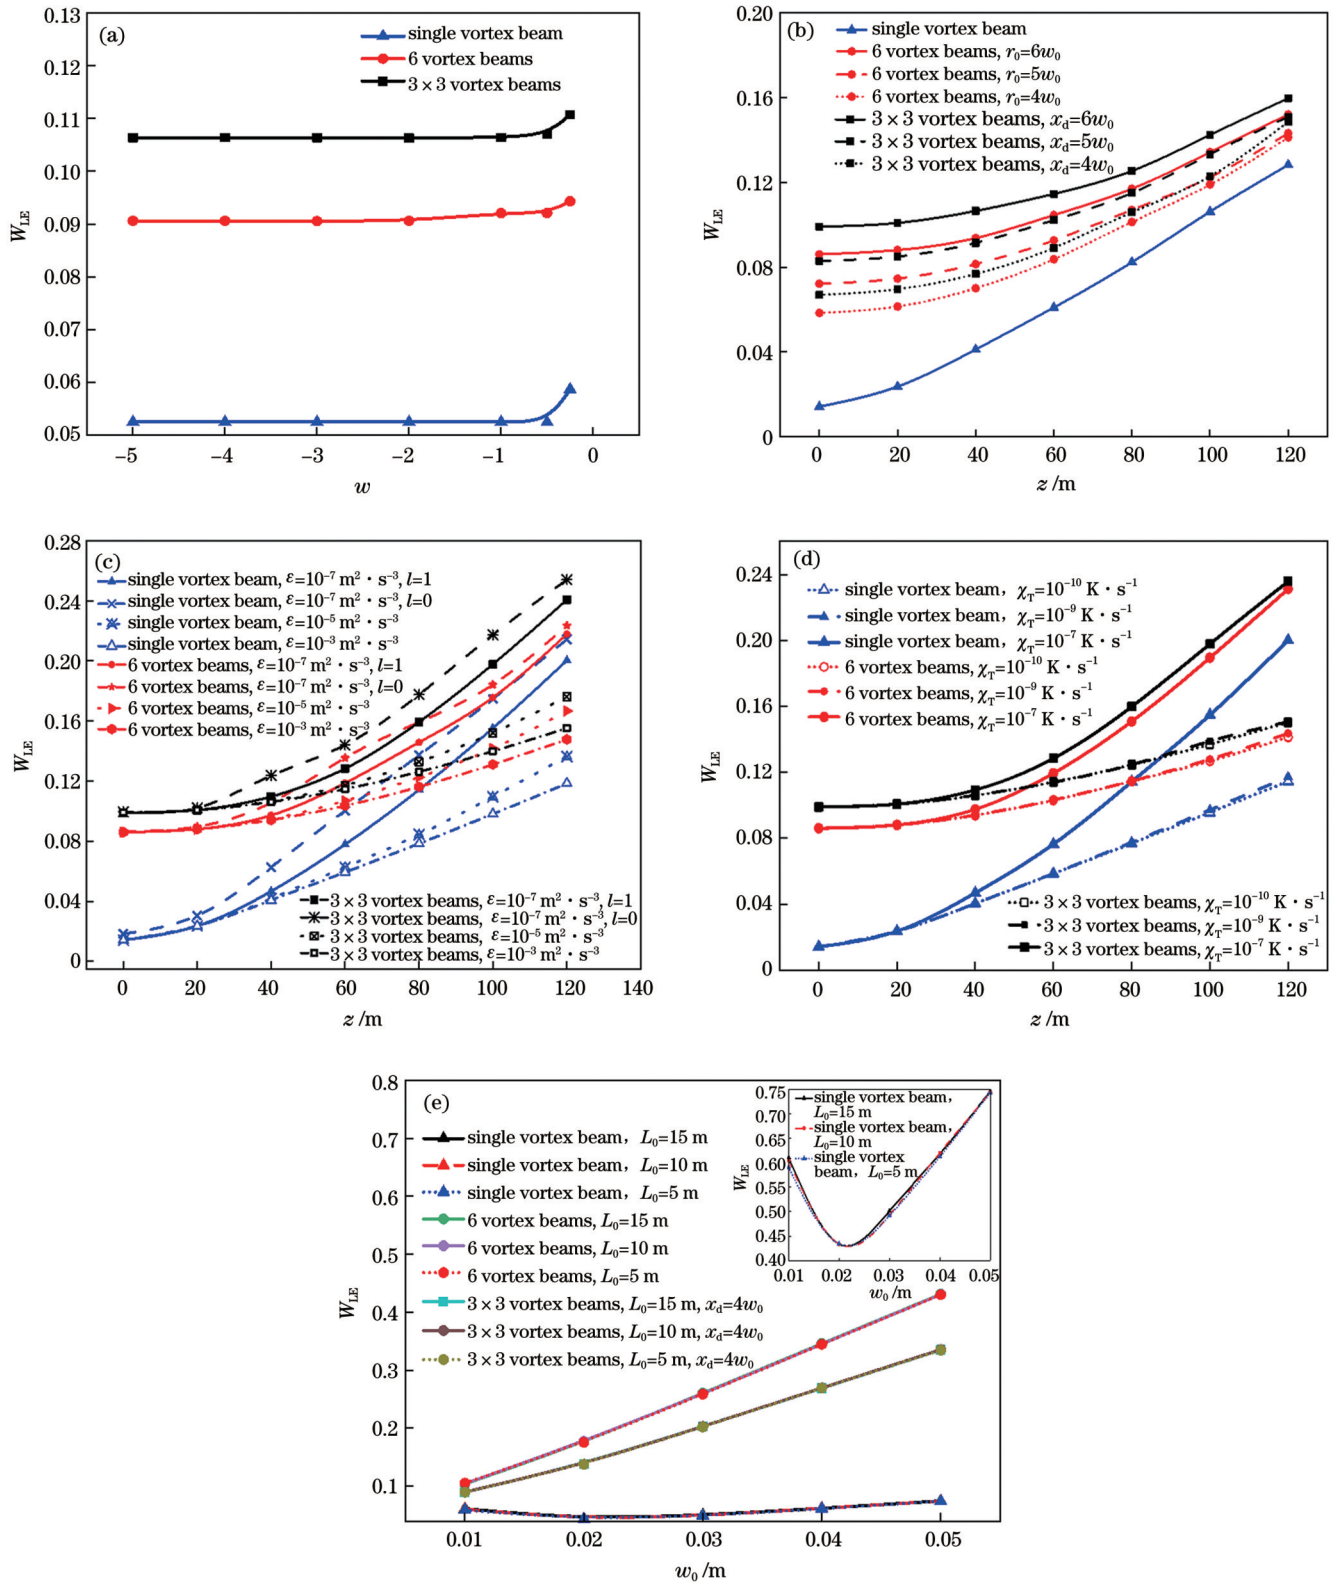 (a)
single vortex beam
6 vortex beams
3×3 vortex beams
0.13
0.12
0.11
0.10
0.09
0.08
0.07
0.06
0.05
W_LE
−5 −4 −3 −2 −1 0
w
(b)
single vortex beam
6 vortex beams, r₀=6w₀
6 vortex beams, r₀=5w₀
6 vortex beams, r₀=4w₀
3×3 vortex beams, x_d=6w₀
3×3 vortex beams, x_d=5w₀
3×3 vortex beams, x_d=4w₀
0.20
0.16
0.12
0.08
0.04
0
W_LE
0 20 40 60 80 100 120
z /m
(c)
single vortex beam, ε=10⁻⁷ m²·s⁻³, l=1
single vortex beam, ε=10⁻⁷ m²·s⁻³, l=0
single vortex beam, ε=10⁻⁵ m²·s⁻³
single vortex beam, ε=10⁻³ m²·s⁻³
6 vortex beams, ε=10⁻⁷ m²·s⁻³, l=1
6 vortex beams, ε=10⁻⁷ m²·s⁻³, l=0
6 vortex beams, ε=10⁻⁵ m²·s⁻³
6 vortex beams, ε=10⁻³ m²·s⁻³
3×3 vortex beams, ε=10⁻⁷ m²·s⁻³, l=1
3×3 vortex beams, ε=10⁻⁷ m²·s⁻³, l=0
3×3 vortex beams, ε=10⁻⁵ m²·s⁻³
3×3 vortex beams, ε=10⁻³ m²·s⁻³
0.28
0.24
0.20
0.16
0.12
0.08
0.04
0
W_LE
0 20 40 60 80 100 120 140
z /m
(d)
single vortex beam, χ_T=10⁻¹⁰ K·s⁻¹
single vortex beam, χ_T=10⁻⁹ K·s⁻¹
single vortex beam, χ_T=10⁻⁷ K·s⁻¹
6 vortex beams, χ_T=10⁻¹⁰ K·s⁻¹
6 vortex beams, χ_T=10⁻⁹ K·s⁻¹
6 vortex beams, χ_T=10⁻⁷ K·s⁻¹
3×3 vortex beams, χ_T=10⁻¹⁰ K·s⁻¹
3×3 vortex beams, χ_T=10⁻⁹ K·s⁻¹
3×3 vortex beams, χ_T=10⁻⁷ K·s⁻¹
0.24
0.20
0.16
0.12
0.08
0.04
0
W_LE
0 20 40 60 80 100 120
z /m
(e)
single vortex beam, L₀=15 m
single vortex beam, L₀=10 m
single vortex beam, L₀=5 m
6 vortex beams, L₀=15 m
6 vortex beams, L₀=10 m
6 vortex beams, L₀=5 m
3×3 vortex beams, L₀=15 m, x_d=4w₀
3×3 vortex beams, L₀=10 m, x_d=4w₀
3×3 vortex beams, L₀=5 m, x_d=4w₀
0.8
0.7
0.6
0.5
0.4
0.3
0.2
0.1
W_LE
0.01 0.02 0.03 0.04 0.05
w₀ /m
single vortex beam,
L₀=15 m
single vortex beam,
L₀=10 m
single vortex
beam, L₀=5 m
0.75
0.70
0.65
0.60
0.55
0.50
0.45
0.40
W_LE
0.01 0.02 0.03 0.04 0.05
w₀ /m